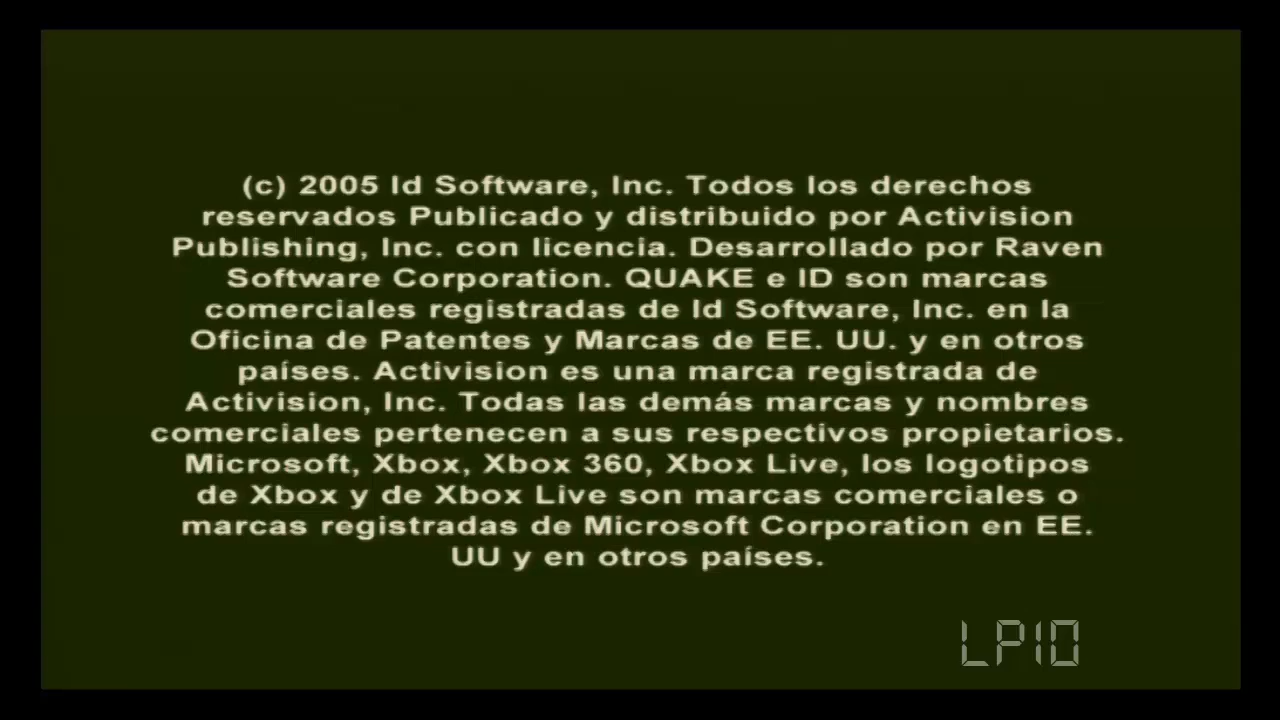 (c) 2005 Id Software, Inc. Todos los derechos
reservados Publicado y distribuido por Activision
Publishing, Inc. con licencia. Desarrollado por Raven
Software Corporation. QUAKE e ID son marcas
comerciales registradas de Id Software, Inc. en la
Oficina de Patentes y Marcas de EE. UU. y en otros
países. Activision es una marca registrada de
Activision, Inc. Todas las demás marcas y nombres
comerciales pertenecen a sus respectivos propietarios.
Microsoft, Xbox, Xbox 360, Xbox Live, los logotipos
de Xbox y de Xbox Live son marcas comerciales o
marcas registradas de Microsoft Corporation en EE.
UU y en otros países.
LP10